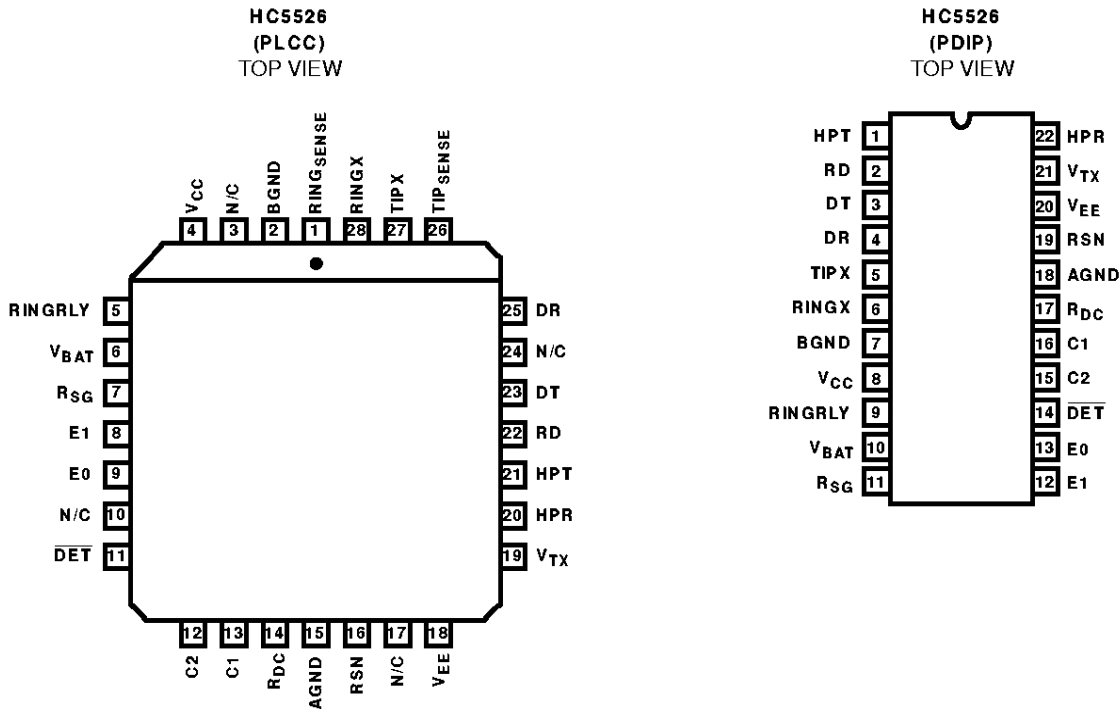 HC5526
(PLCC)
TOP VIEW
VCC
N/C
BGND
RINGSENSE
RINGX
TIPX
TIPSENSE
4 3 2 1 28 27 26
RINGRLY 5
VBAT 6
RSG 7
E1 8
E0 9
N/C 10
DET 11
25 DR
24 N/C
23 DT
22 RD
21 HPT
20 HPR
19 VTX
12 13 14 15 16 17 18
C2
C1
RDC
AGND
RSN
N/C
VEE
HC5526
(PDIP)
TOP VIEW
HPT 1
RD 2
DT 3
DR 4
TIPX 5
RINGX 6
BGND 7
VCC 8
RINGRLY 9
VBAT 10
RSG 11
22 HPR
21 VTX
20 VEE
19 RSN
18 AGND
17 RDC
16 C1
15 C2
14 DET
13 E0
12 E1